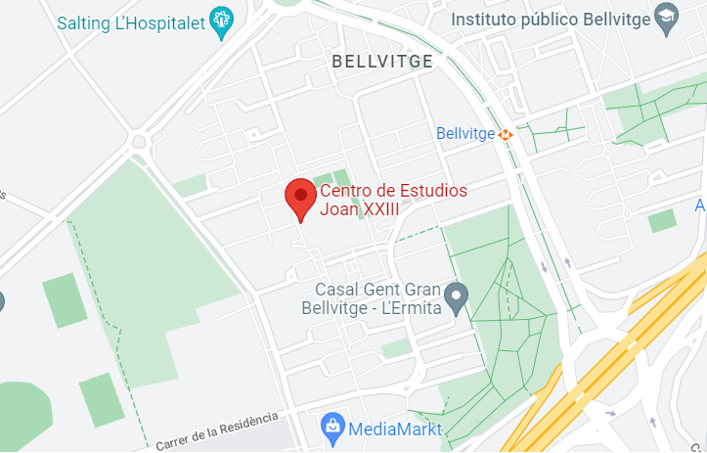 Salting L'Hospitalet
Instituto público Bellvitge
BELLVITGE
Bellvitge
Centro de Estudios
Joan XXIII
A
Casal Gent Gran
Bellvitge - L'Ermita
Carrer de la Residència
MediaMarkt